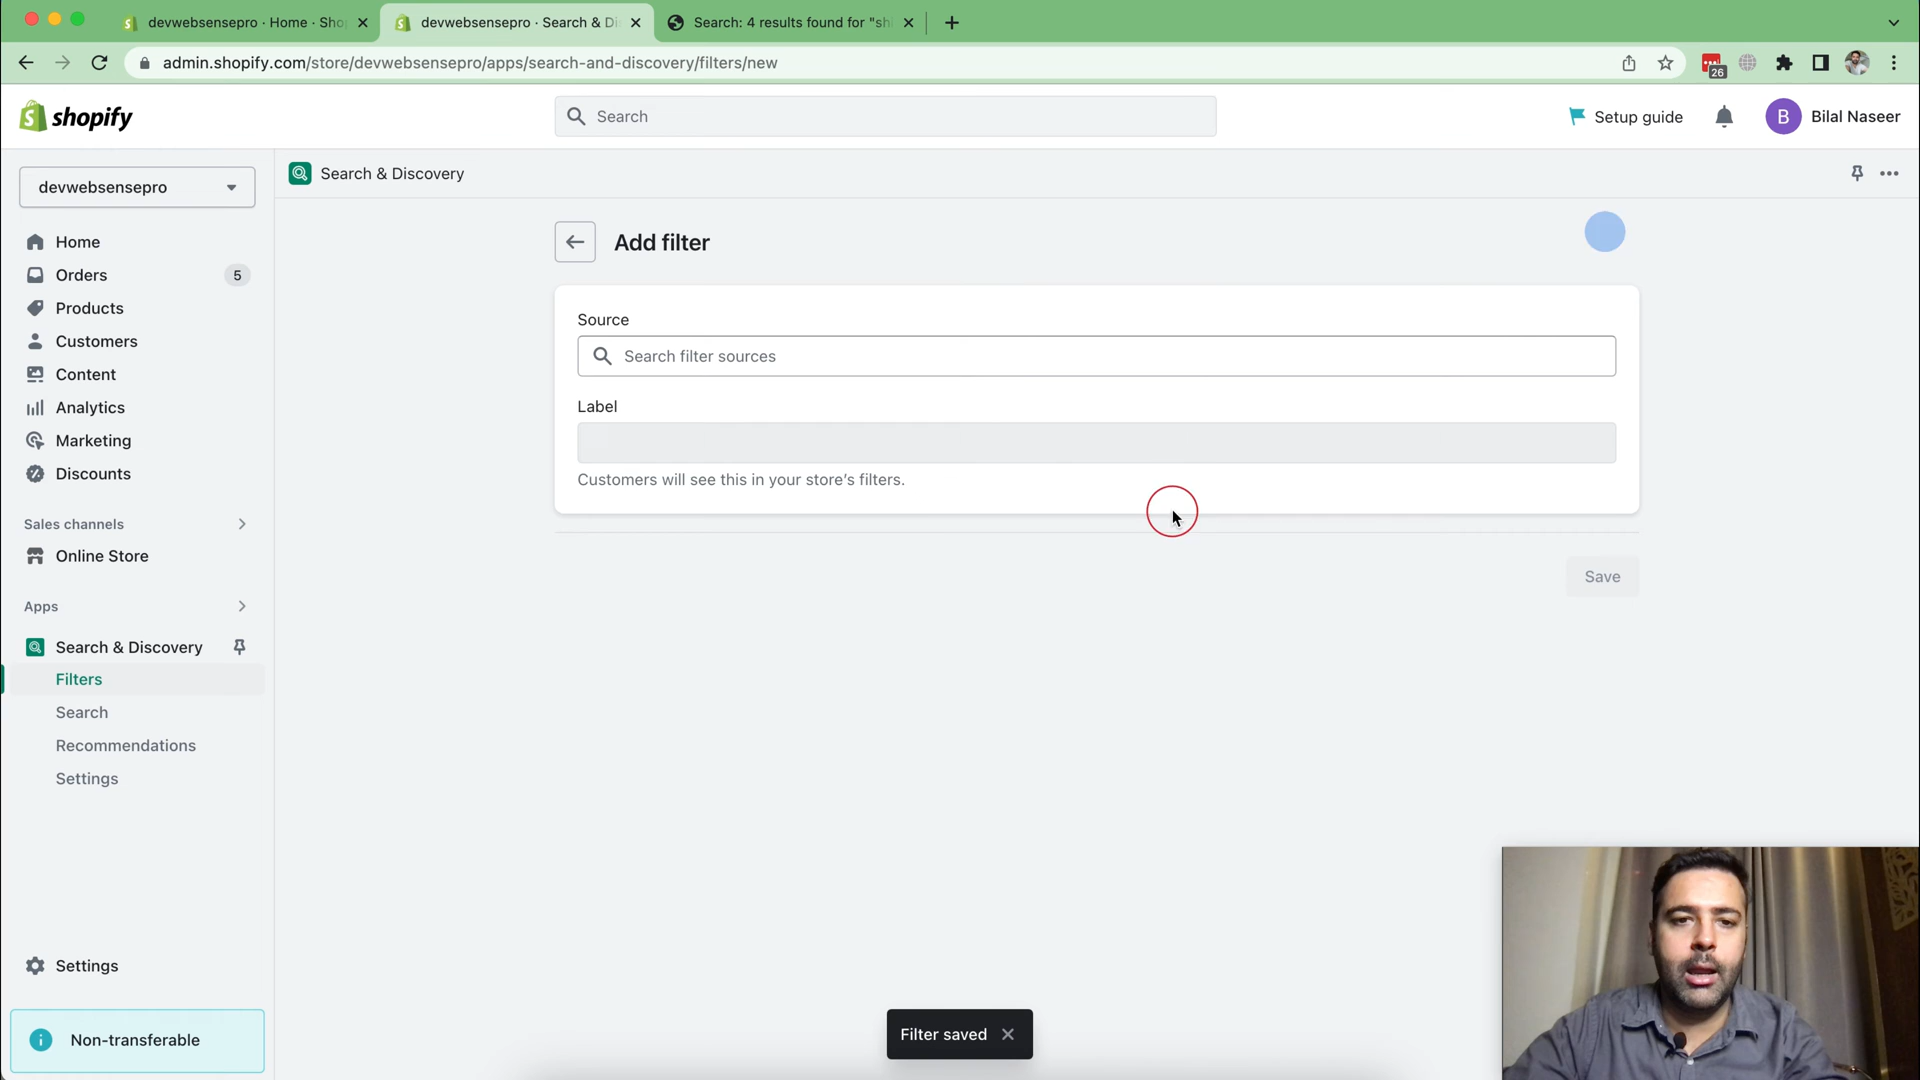 devwebsensepro · Home · Sho
devwebsensepro · Search & Di
Search: 4 results found for "sh
admin.shopify.com/store/devwebsensepro/apps/search-and-discovery/filters/new
26
shopify
Search
Setup guide
B
Bilal Naseer
devwebsensepro
Search & Discovery
Home
Orders
5
Products
Customers
Content
Analytics
Marketing
Discounts
Sales channels
Online Store
Apps
Search & Discovery
Filters
Search
Recommendations
Settings
Settings
Non-transferable
Add filter
Source
Search filter sources
Label
Customers will see this in your store's filters.
Save
Filter saved